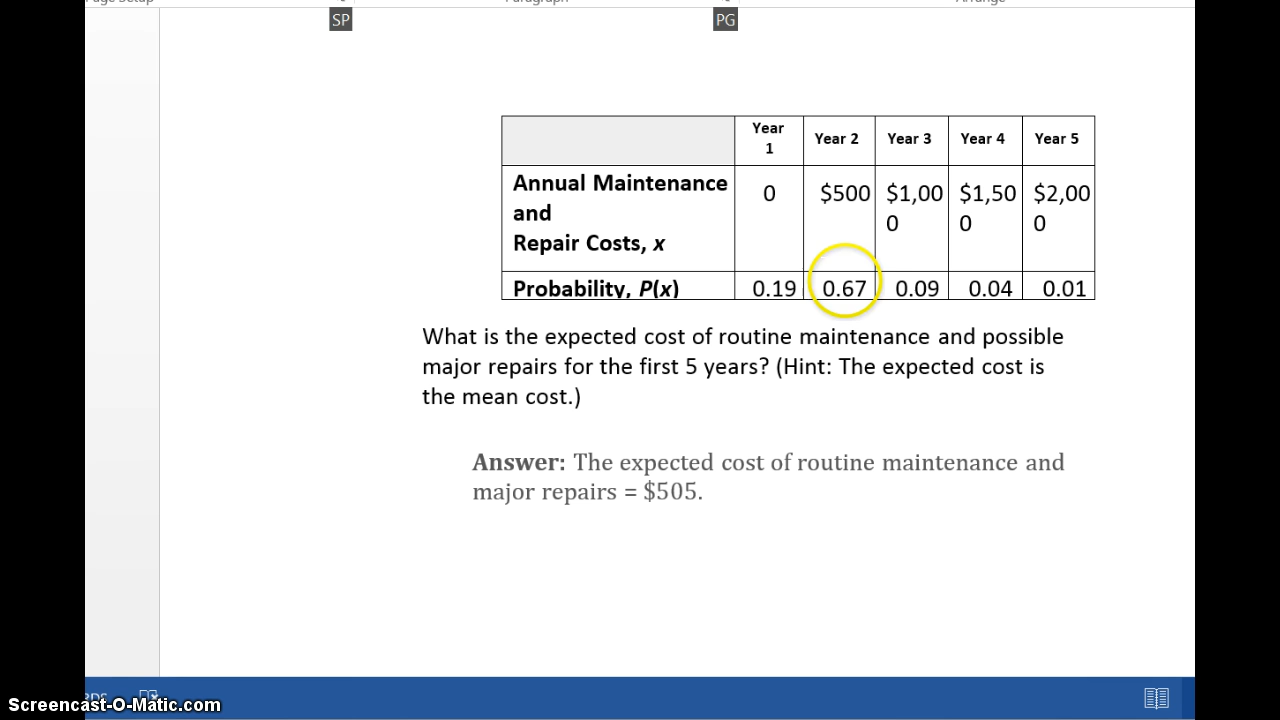 SP PG
Year
1
Year 2 Year 3 Year 4 Year 5
Annual Maintenance
and
Repair Costs, x
0 $500 $1,00 $1,50 $2,00
0 0 0
Probability, P(x) 0.19 0.67 0.09 0.04 0.01
What is the expected cost of routine maintenance and possible
major repairs for the first 5 years? (Hint: The expected cost is
the mean cost.)
Answer: The expected cost of routine maintenance and
major repairs = $505.
Screencast-O-Matic.com